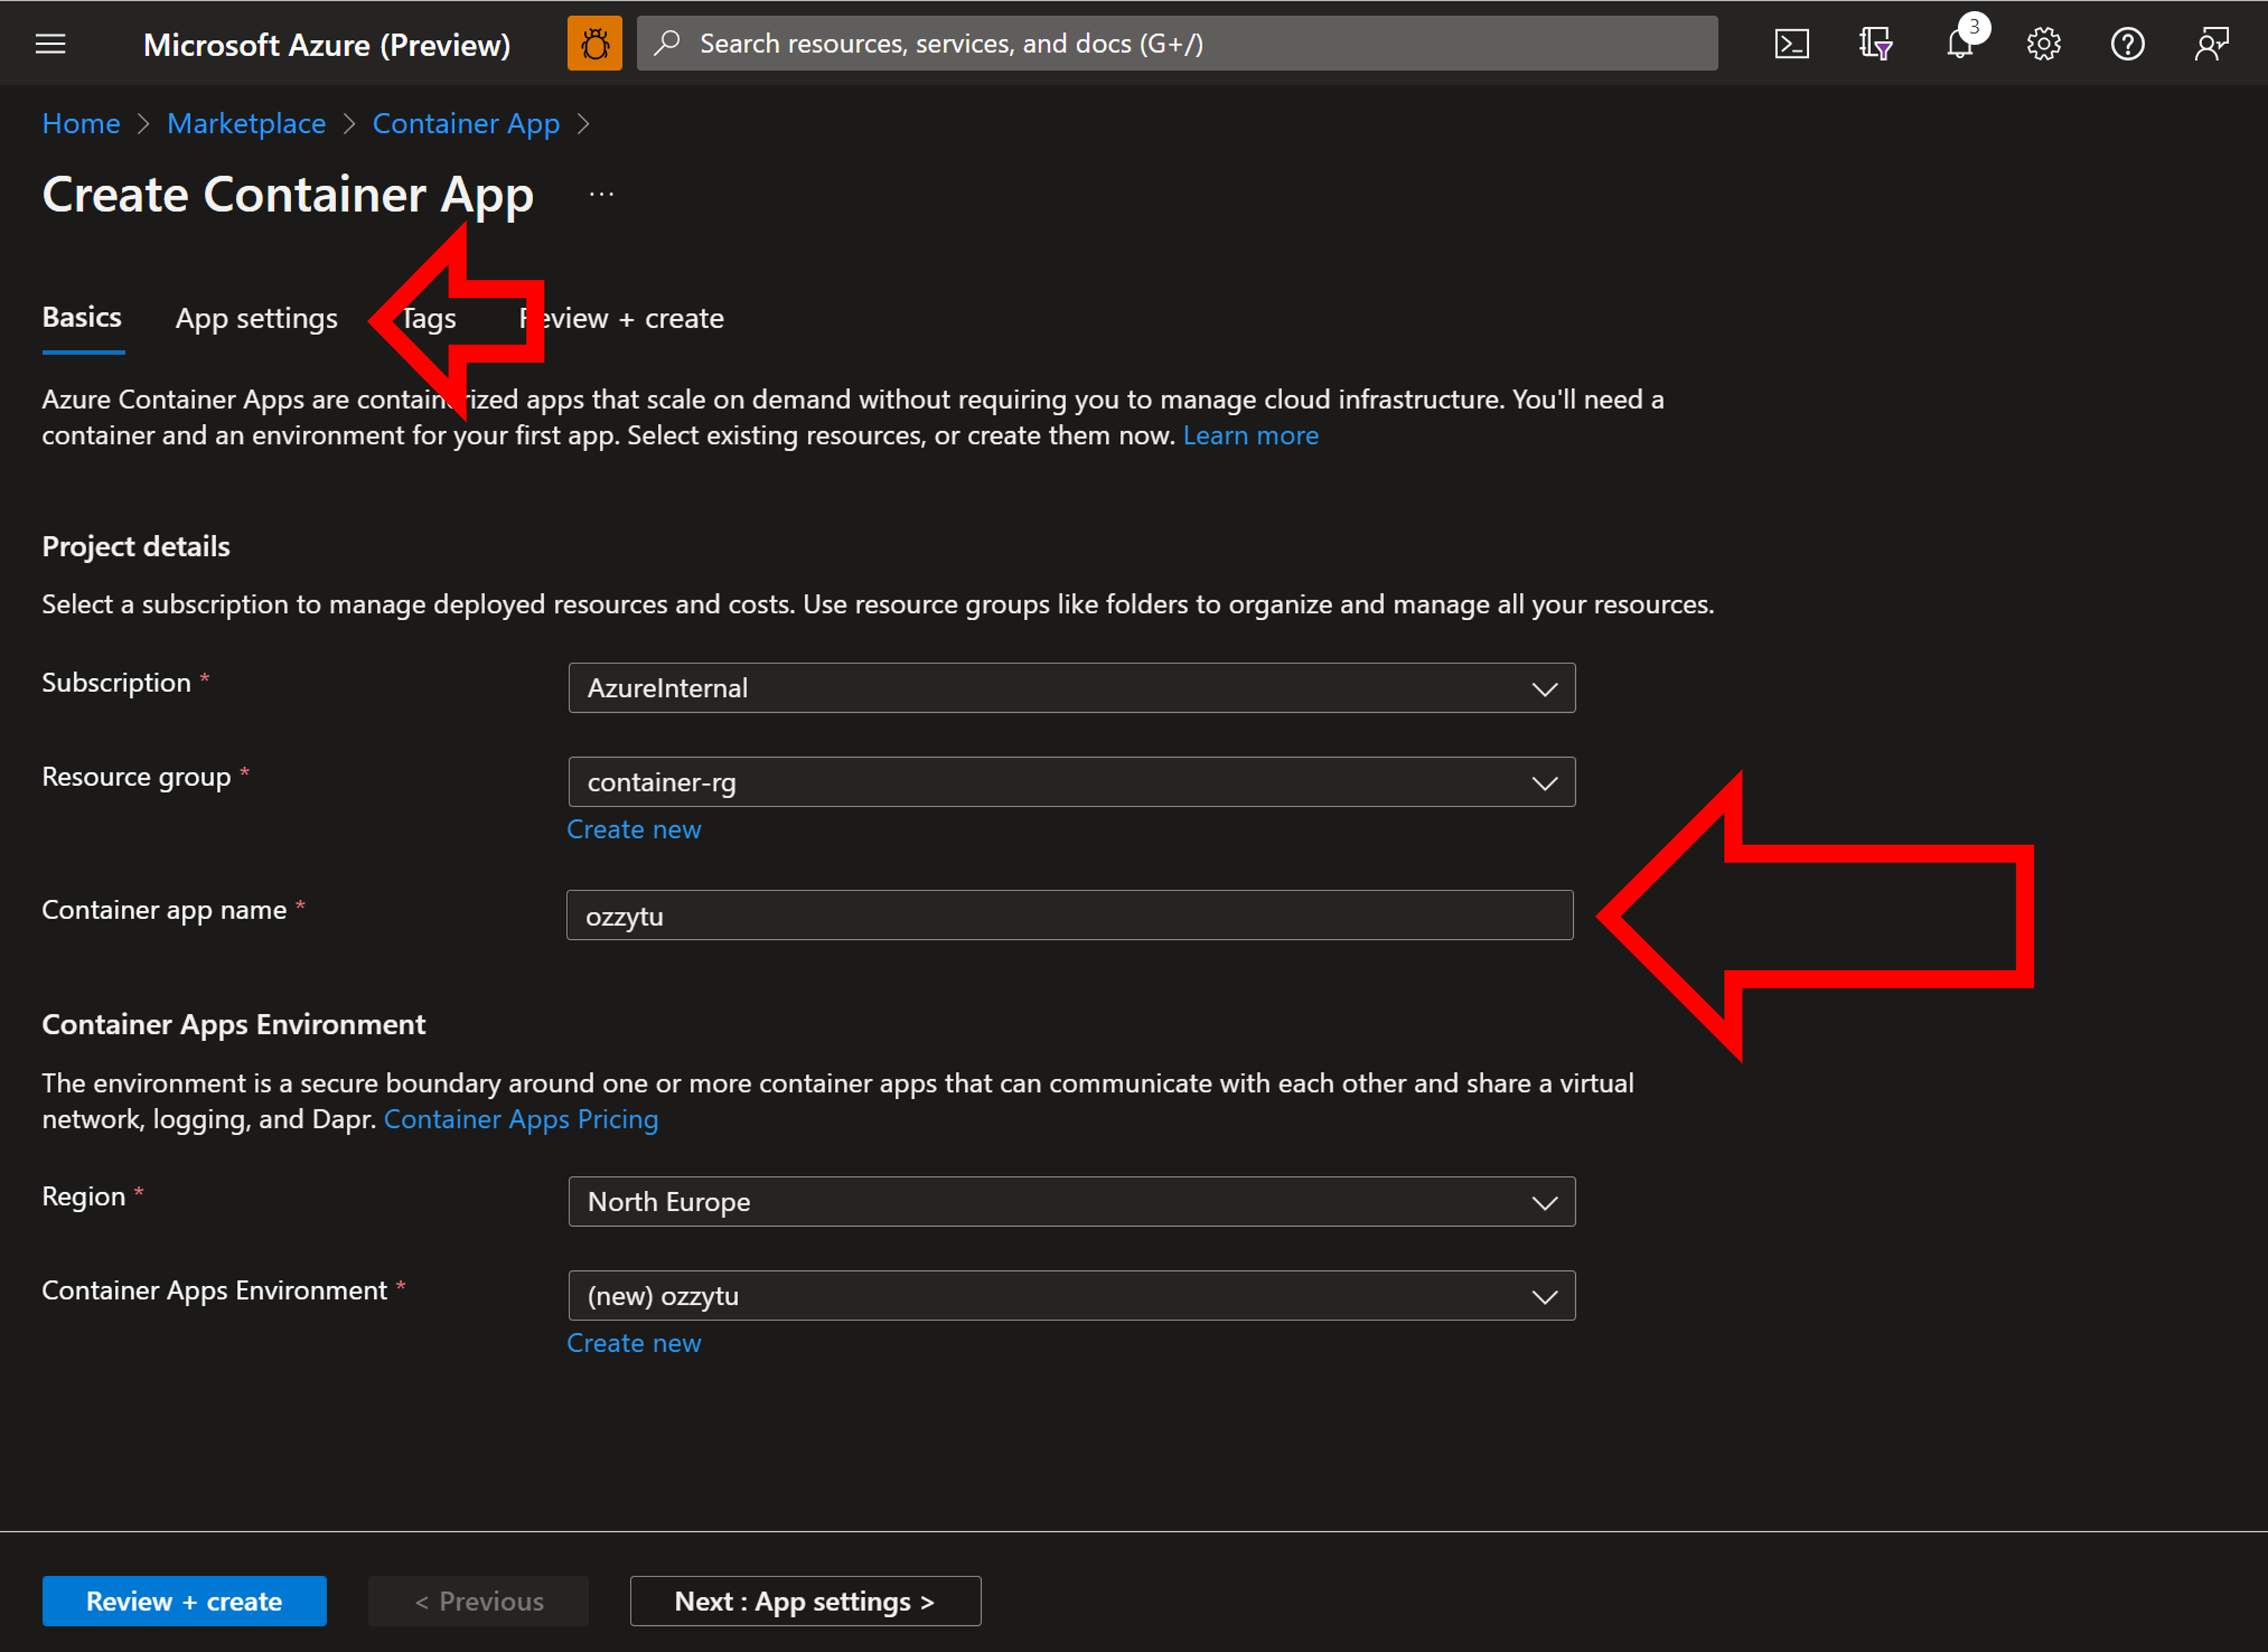 Microsoft Azure (Preview)
Search resources, services, and docs (G+/)
3
Home > Marketplace > Container App >
Create Container App ...
Basics App settings Tags Review + create
Azure Container Apps are containerized apps that scale on demand without requiring you to manage cloud infrastructure. You'll need a
container and an environment for your first app. Select existing resources, or create them now. Learn more
Project details
Select a subscription to manage deployed resources and costs. Use resource groups like folders to organize and manage all your resources.
Subscription * AzureInternal
Resource group * container-rg
Create new
Container app name * ozzytu
Container Apps Environment
The environment is a secure boundary around one or more container apps that can communicate with each other and share a virtual
network, logging, and Dapr. Container Apps Pricing
Region * North Europe
Container Apps Environment * (new) ozzytu
Create new
Review + create < Previous Next : App settings >